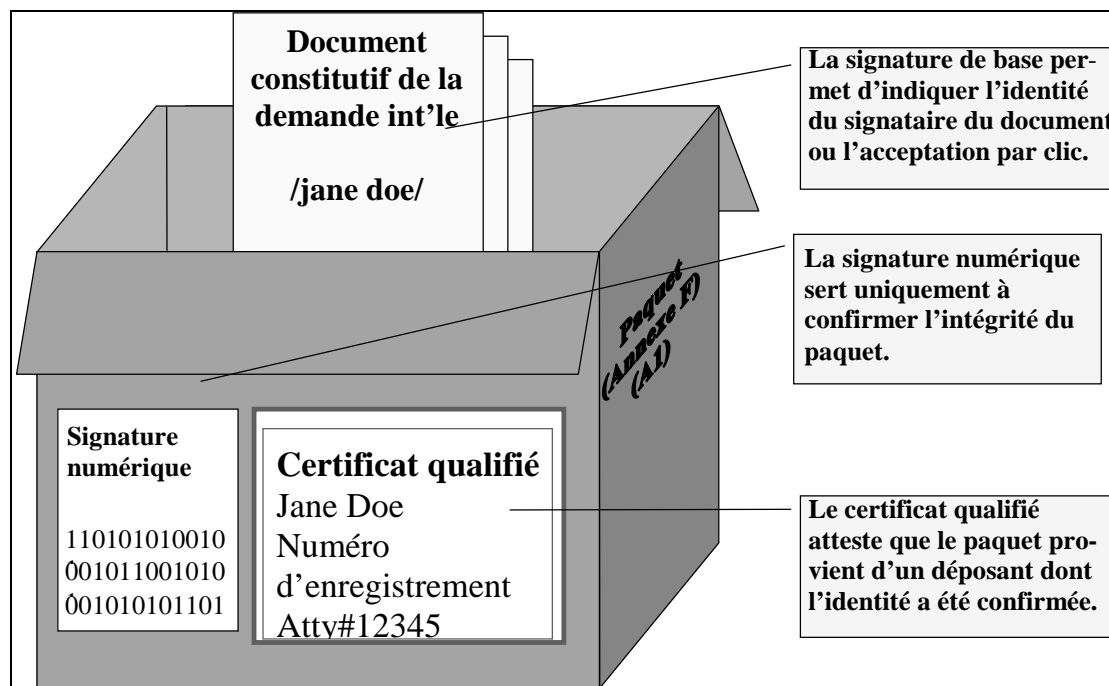 Document
constitutif de la
demande int’le
/jane doe/
La signature de base per-
met d’indiquer l’identité
du signataire du document
ou l’acceptation par clic.
La signature numérique
sert uniquement à
confirmer l’intégrité du
paquet.
Paquet
(Annexe F)
(A1)
Signature
numérique
110101010010
001011001010
001010101101
Certificat qualifié
Jane Doe
Numéro
d’enregistrement
Atty#12345
Le certificat qualifié
atteste que le paquet pro-
vient d’un déposant dont
l’identité a été confirmée.